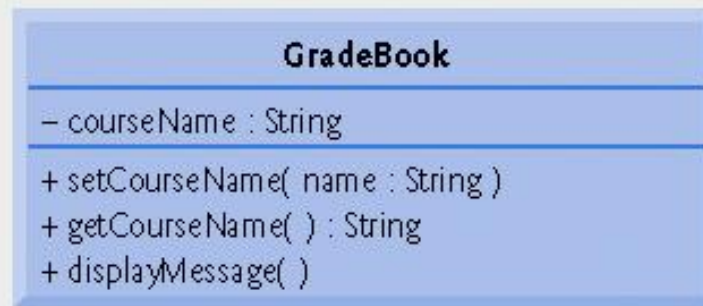 GradeBook
– courseName : String
+ setCourseName( name : String )
+ getCourseName( ) : String
+ displayMessage( )